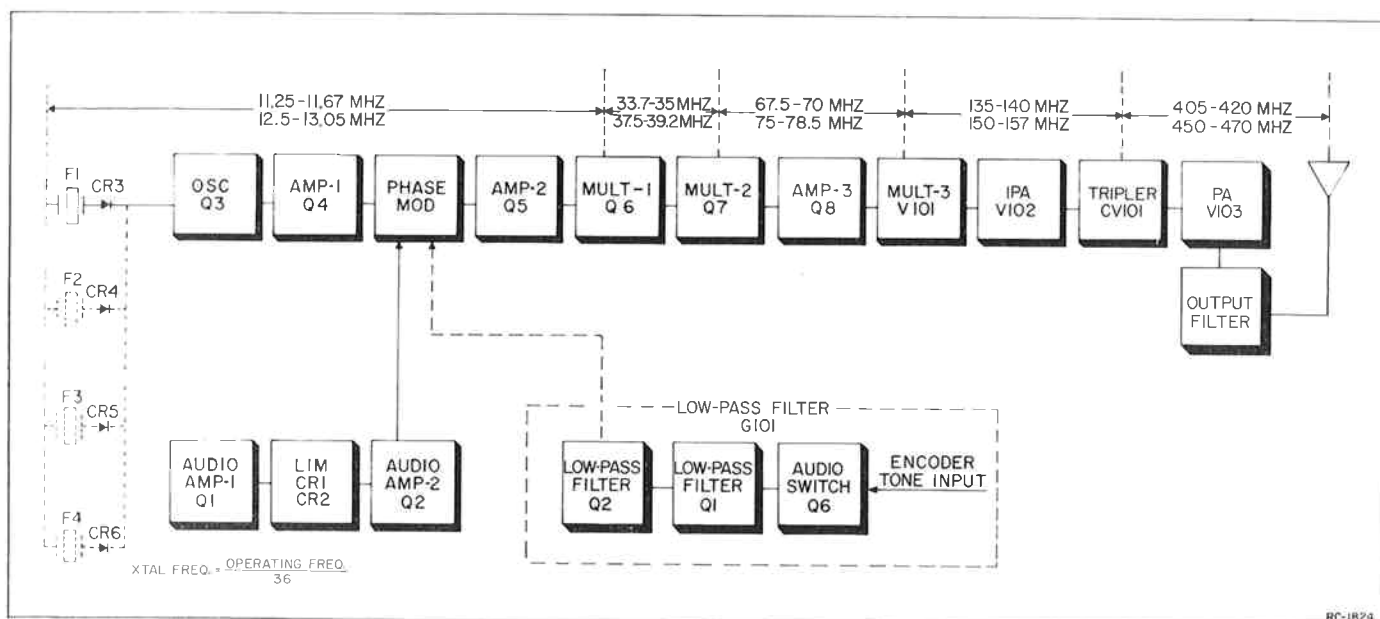 11,25-11,67 MHZ
12.5-13,05 MHZ
33.7-35 MHZ
37.5-39.2 MHZ
67.5-70 MHZ
75-78.5 MHZ
135-140 MHZ
150-157 MHZ
405-420 MHZ
450-470 MHZ
F1
CR3
OSC
Q3
AMP-1
Q4
PHASE
MOD
AMP-2
Q5
MULT-1
Q6
MULT-2
Q7
AMP-3
Q8
MULT-3
V101
IPA
V102
TRIPLER
CV101
PA
V103
F2
CR4
OUTPUT
FILTER
F3
CR5
LOW-PASS FILTER
G101
AUDIO
AMP-1
Q1
LIM
CR1
CR2
AUDIO
AMP-2
Q2
LOW-PASS
FILTER
Q2
LOW-PASS
FILTER
Q1
AUDIO
SWITCH
Q6
ENCODER
TONE INPUT
F4
CR6
XTAL FREQ. = OPERATING FREQ.
36
RC-1824